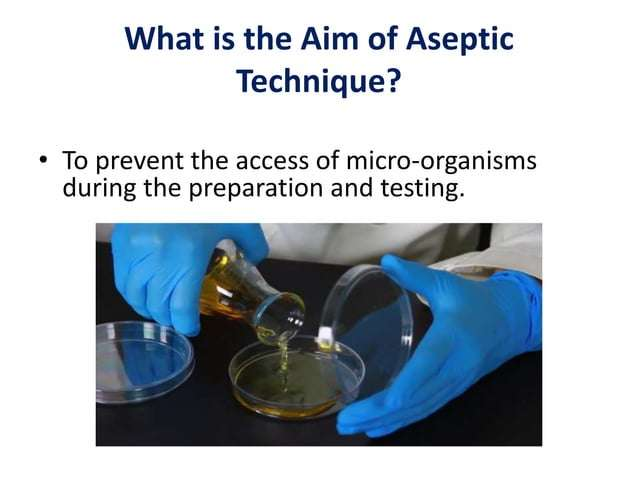 What is the Aim of Aseptic
Technique?
• To prevent the access of micro-organisms
during the preparation and testing.